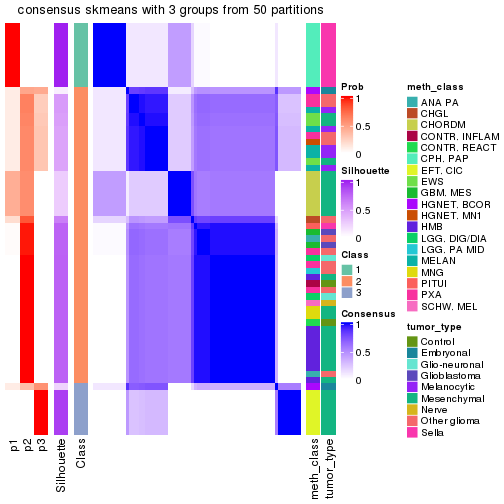 consensus skmeans with 3 groups from 50 partitions
p1
p2
p3
Silhouette
Class
meth_class
tumor_type
Prob
1
0.5
0
Silhouette
1
0.5
0
Class
1
2
3
Consensus
1
0.5
0
meth_class
ANA PA
CHGL
CHORDM
CONTR. INFLAM
CONTR. REACT
CPH. PAP
EFT. CIC
EWS
GBM. MES
HGNET. BCOR
HGNET. MN1
HMB
LGG. DIG/DIA
LGG. PA MID
MELAN
MNG
PITUI
PXA
SCHW. MEL
tumor_type
Control
Embryonal
Glio-neuronal
Glioblastoma
Melanocytic
Mesenchymal
Nerve
Other glioma
Sella